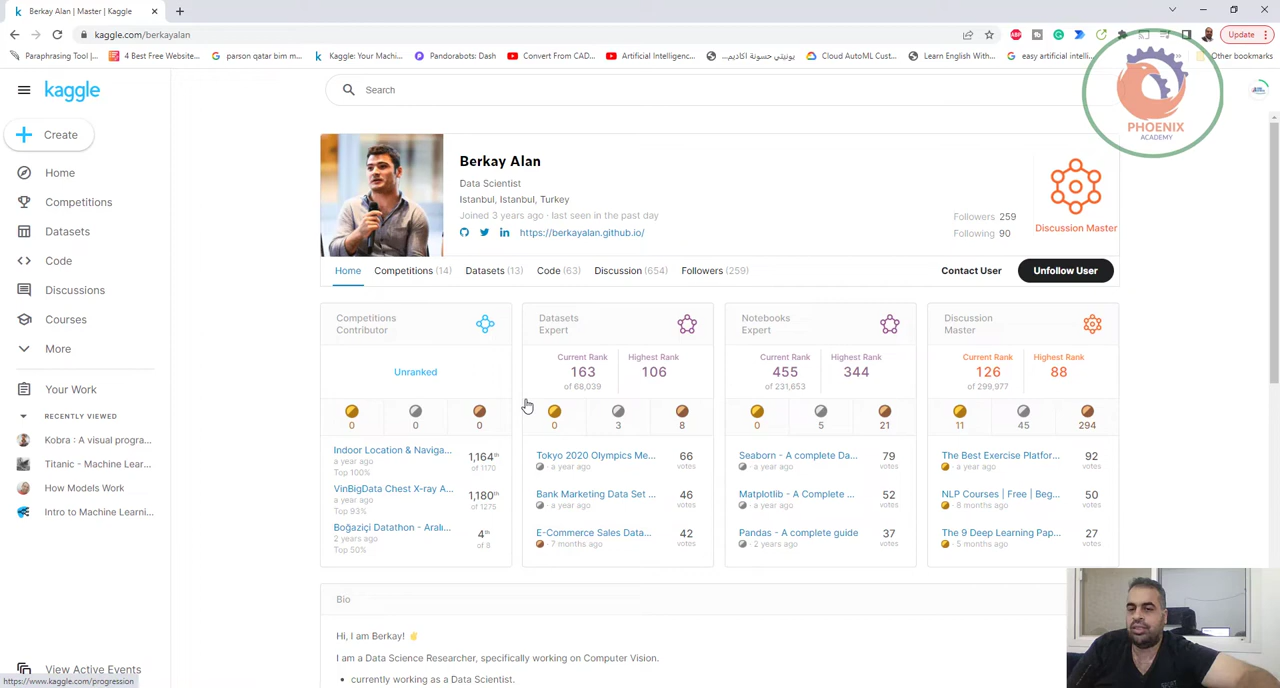 Berkay Alan | Master | Kaggle
kaggle.com/berkayalan
Update
Paraphrasing Tool |...
4 Best Free Website...
parson qatar bim m...
Kaggle: Your Machi...
Pandorabots: Home
Convert From CAD...
Artificial Intelligenc...
يونيتي حسونة اكاديم...
Cloud AutoML Cust...
Learn English With...
easy artificial intelli...
Other bookmarks
kaggle
Search
PHOENIX
ACADEMY
Create
Home
Competitions
Datasets
Code
Discussions
Courses
More
Your Work
RECENTLY VIEWED
Kobra : A visual progra...
Titanic - Machine Lear...
How Models Work
Intro to Machine Learni...
View Active Events
https://www.kaggle.com/progression
Berkay Alan
Data Scientist
Istanbul, Istanbul, Turkey
Joined 3 years ago · last seen in the past day
https://berkayalan.github.io/
Followers 259
Following 90
Discussion Master
Home
Competitions (14)
Datasets (13)
Code (63)
Discussion (654)
Followers (259)
Contact User
Unfollow User
Competitions
Contributor
Unranked
0 0 0
Indoor Location & Naviga...
a year ago
Top 100%
1,164th
of 1170
VinBigData Chest X-ray A...
a year ago
Top 93%
1,180th
of 1275
Boğaziçi Datathon - Aralı...
2 years ago
Top 50%
4th
of 8
Datasets
Expert
Current Rank
163
of 68,039
Highest Rank
106
0 3 8
Tokyo 2020 Olympics Me...
· a year ago
66
votes
Bank Marketing Data Set ...
· a year ago
46
votes
E-Commerce Sales Data...
· 7 months ago
42
votes
Notebooks
Expert
Current Rank
455
of 231,653
Highest Rank
344
0 5 21
Seaborn - A complete Da...
· a year ago
79
votes
Matplotlib - A Complete ...
· a year ago
52
votes
Pandas - A complete guide
· 2 years ago
37
votes
Discussion
Master
Current Rank
126
of 299,977
Highest Rank
88
11 45 294
The Best Exercise Platfor...
· a year ago
92
votes
NLP Courses | Free | Beg...
· 8 months ago
50
votes
The 9 Deep Learning Pap...
· 5 months ago
27
votes
Bio
Hi, I am Berkay! ✌
I am a Data Science Researcher, specifically working on Computer Vision.
• currently working as a Data Scientist.